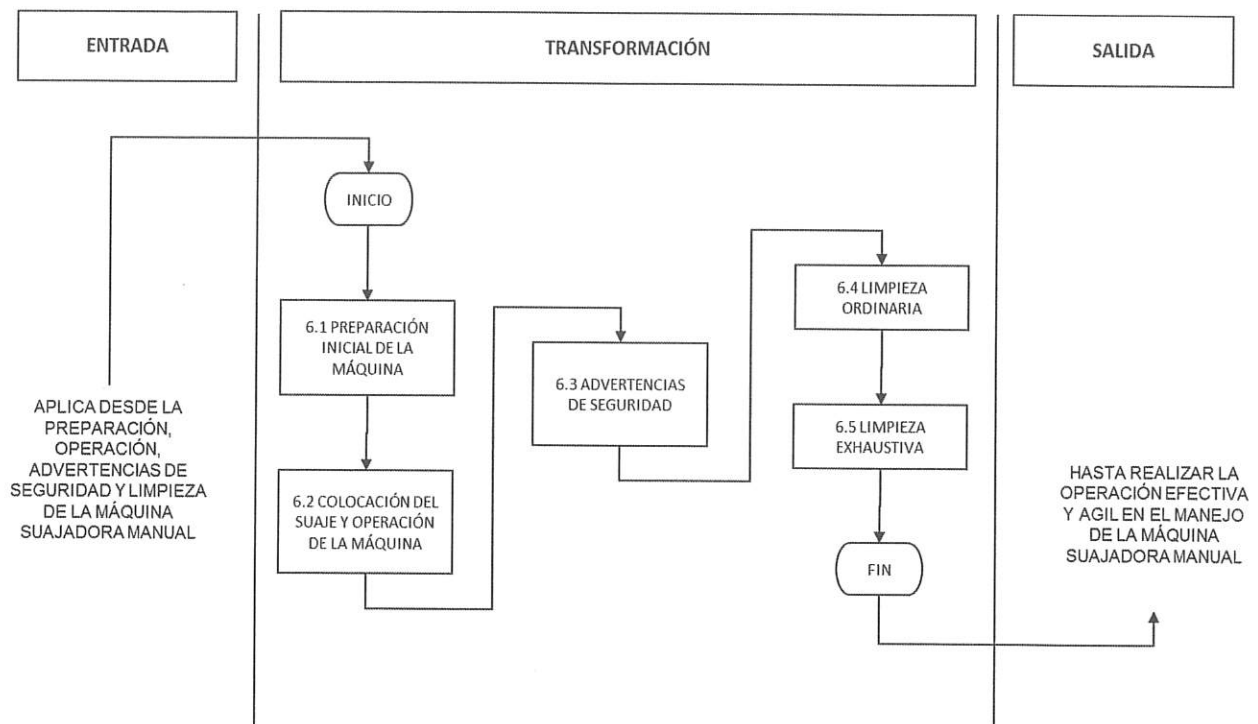 ENTRADA
TRANSFORMACIÓN
SALIDA
INICIO
6.1 PREPARACIÓN
INICIAL DE LA
MÁQUINA
6.2 COLOCACIÓN DEL
SUAJE Y OPERACIÓN
DE LA MÁQUINA
6.3 ADVERTENCIAS
DE SEGURIDAD
6.4 LIMPIEZA
ORDINARIA
6.5 LIMPIEZA
EXHAUSTIVA
FIN
APLICA DESDE LA
PREPARACIÓN,
OPERACIÓN,
ADVERTENCIAS DE
SEGURIDAD Y LIMPIEZA
DE LA MÁQUINA
SUAJADORA MANUAL
HASTA REALIZAR LA
OPERACIÓN EFECTIVA
Y AGIL EN EL MANEJO
DE LA MÁQUINA
SUAJADORA MANUAL